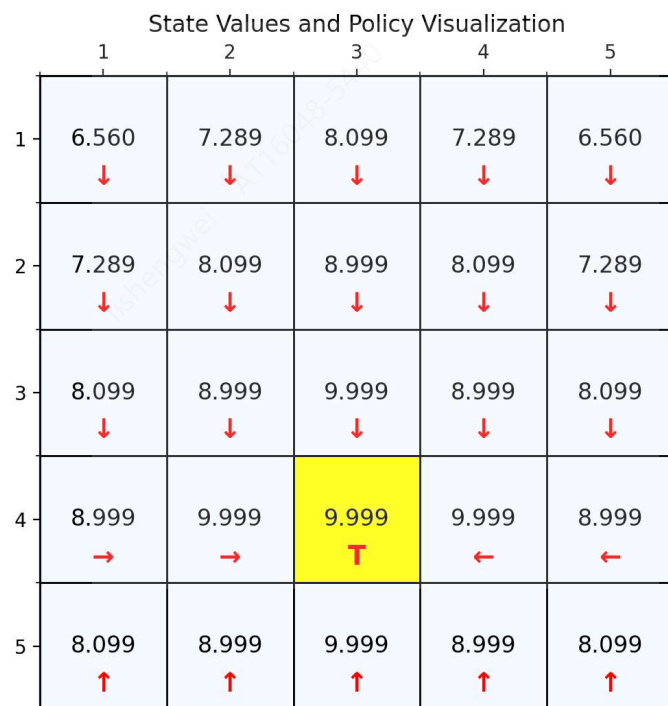 State Values and Policy Visualization
1 2 3 4 5
1 6.560 7.289 8.099 7.289 6.560
↓ ↓ ↓ ↓ ↓
2 7.289 8.099 8.999 8.099 7.289
↓ ↓ ↓ ↓ ↓
3 8.099 8.999 9.999 8.999 8.099
↓ ↓ ↓ ↓ ↓
4 8.999 9.999 9.999 9.999 8.999
→ → T ← ←
5 8.099 8.999 9.999 8.999 8.099
↑ ↑ ↑ ↑ ↑